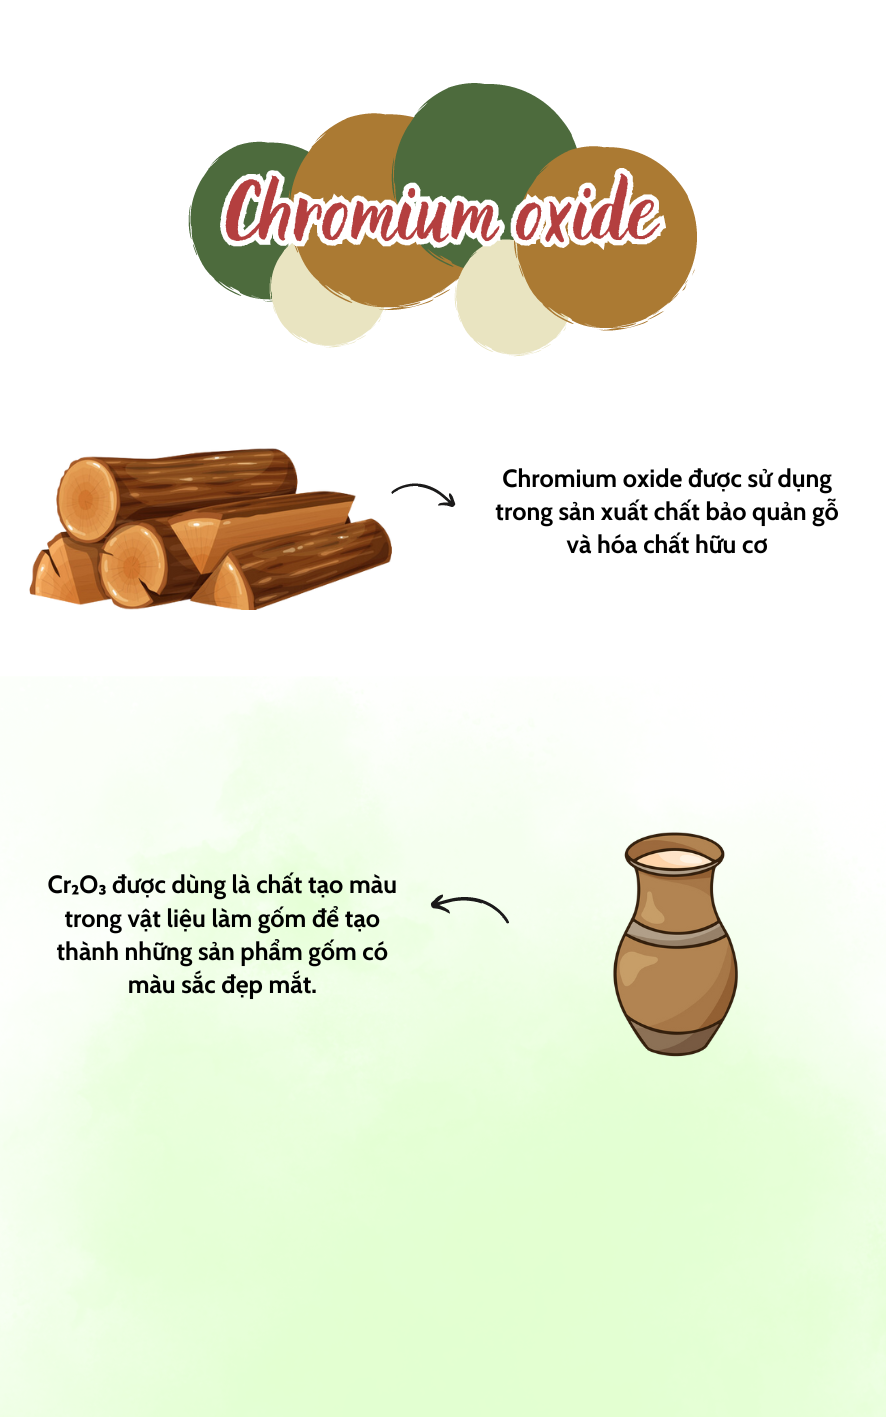 Chromium oxide
Chromium oxide được sử dụng
trong sản xuất chất bảo quản gỗ
và hóa chất hữu cơ
Cr₂O₃ được dùng là chất tạo màu
trong vật liệu làm gốm để tạo
thành những sản phẩm gốm có
màu sắc đẹp mắt.